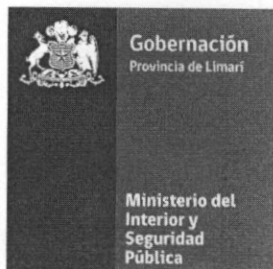 Gobernación
Provincia de Limarí
Ministerio del
Interior y
Seguridad
Pública